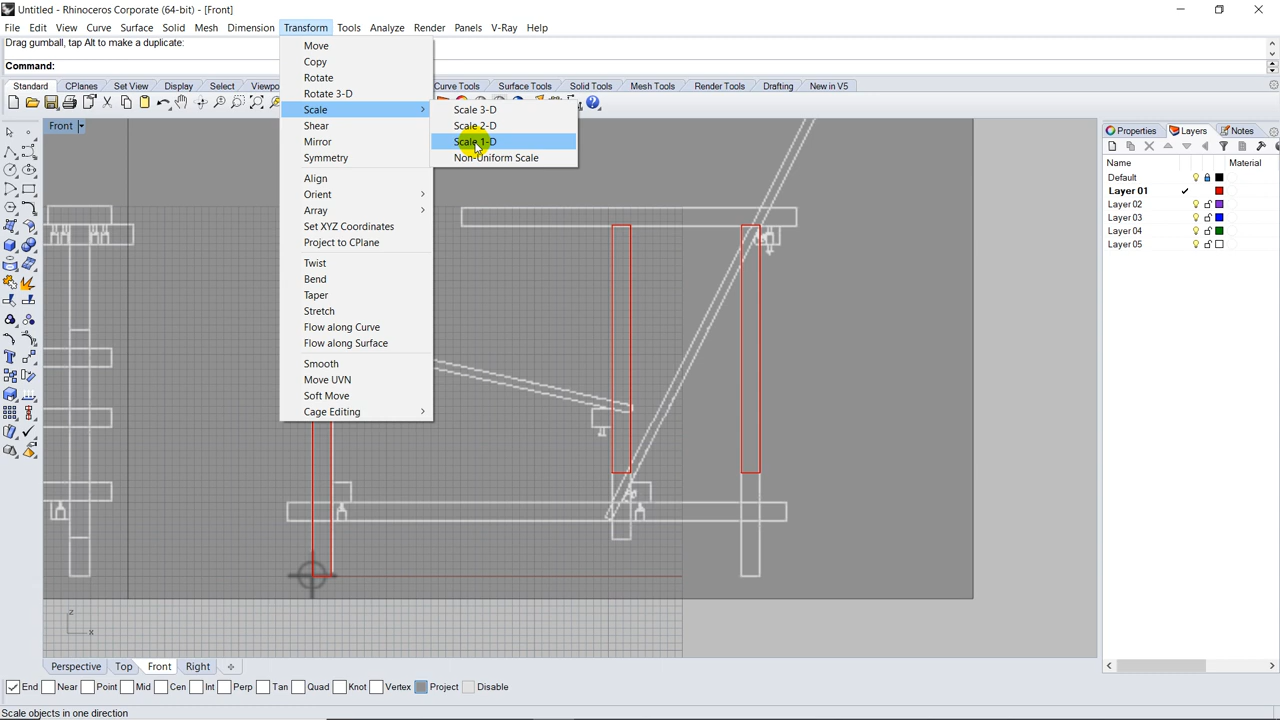 Untitled - Rhinoceros Corporate (64-bit) - [Front]
File Edit View Curve Surface Solid Mesh Dimension Transform Tools Analyze Render Panels V-Ray Help
Drag gumball, tap Alt to make a duplicate:
Command:
Standard CPlanes Set View Display Select Viewpo Curve Tools Surface Tools Solid Tools Mesh Tools Render Tools Drafting New in V5
Move
Copy
Rotate
Rotate 3-D
Scale
Shear
Mirror
Symmetry
Align
Orient
Array
Set XYZ Coordinates
Project to CPlane
Twist
Bend
Taper
Stretch
Flow along Curve
Flow along Surface
Smooth
Move UVN
Soft Move
Cage Editing
Scale 3-D
Scale 2-D
Scale 1-D
Non-Uniform Scale
Front
z
x
Properties Layers Notes
Name Material
Default
Layer 01
Layer 02
Layer 03
Layer 04
Layer 05
Perspective Top Front Right
End Near Point Mid Cen Int Perp Tan Quad Knot Vertex Project Disable
Scale objects in one direction